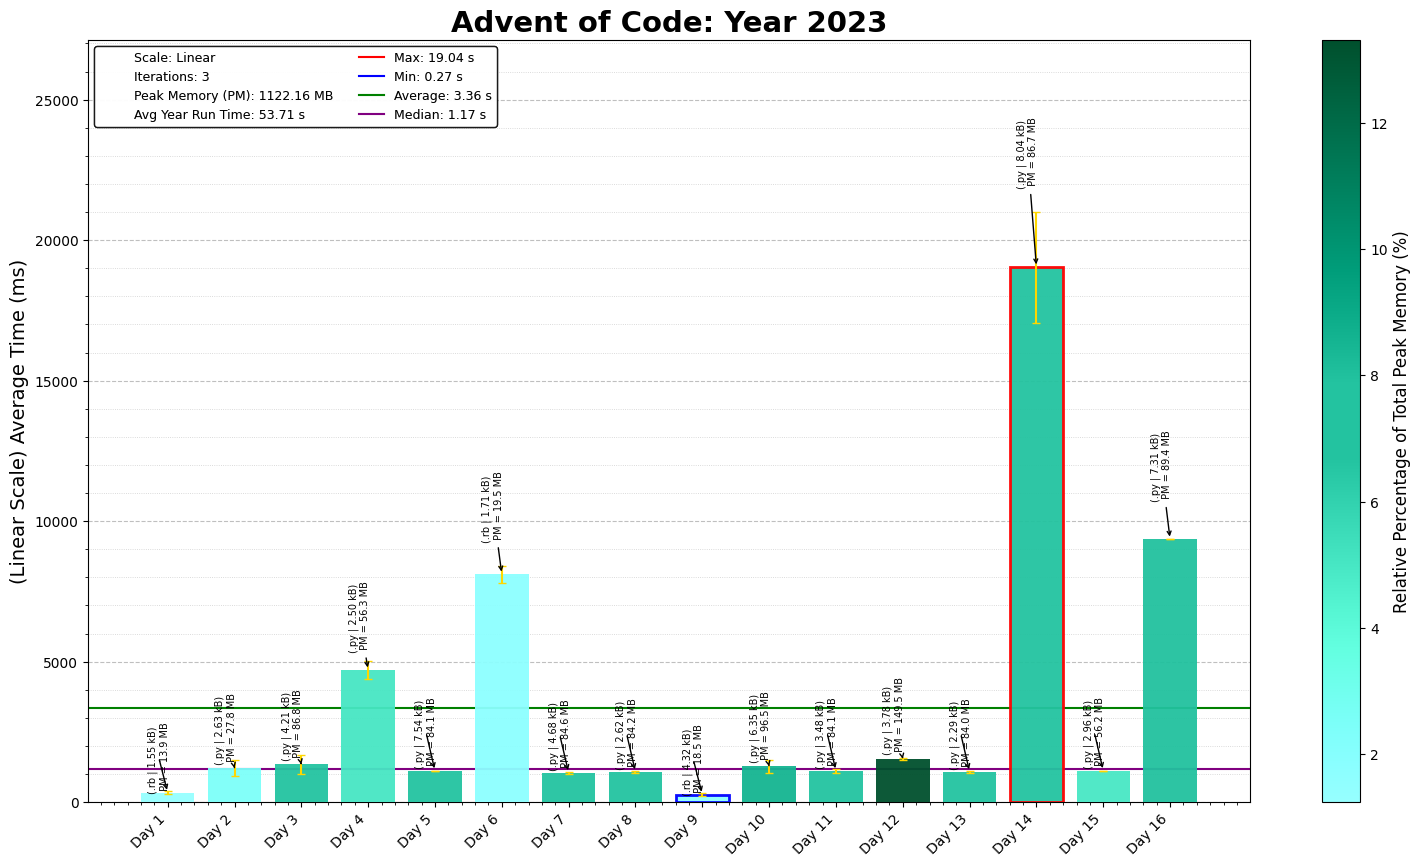 Advent of Code: Year 2023
Scale: Linear
Iterations: 3
Peak Memory (PM): 1122.16 MB
Avg Year Run Time: 53.71 s
Max: 19.04 s
Min: 0.27 s
Average: 3.36 s
Median: 1.17 s
(Linear Scale) Average Time (ms)
25000
20000
15000
10000
5000
0
(.rb | 1.55 kB)
PM = 13.9 MB
(.py | 2.63 kB)
PM = 27.8 MB
(.py | 4.21 kB)
PM = 86.8 MB
(.py | 2.50 kB)
PM = 56.3 MB
(.py | 7.54 kB)
PM = 84.1 MB
(.rb | 1.71 kB)
PM = 19.5 MB
(.py | 4.68 kB)
PM = 84.6 MB
(.py | 2.62 kB)
PM = 84.2 MB
(.rb | 4.32 kB)
PM = 18.5 MB
(.py | 6.35 kB)
PM = 96.5 MB
(.py | 3.48 kB)
PM = 84.1 MB
(.py | 3.78 kB)
PM = 149.5 MB
(.py | 2.29 kB)
PM = 84.0 MB
(.py | 8.04 kB)
PM = 86.7 MB
(.py | 2.96 kB)
PM = 56.2 MB
(.py | 7.31 kB)
PM = 89.4 MB
Day 1
Day 2
Day 3
Day 4
Day 5
Day 6
Day 7
Day 8
Day 9
Day 10
Day 11
Day 12
Day 13
Day 14
Day 15
Day 16
12
10
8
6
4
2
Relative Percentage of Total Peak Memory (%)